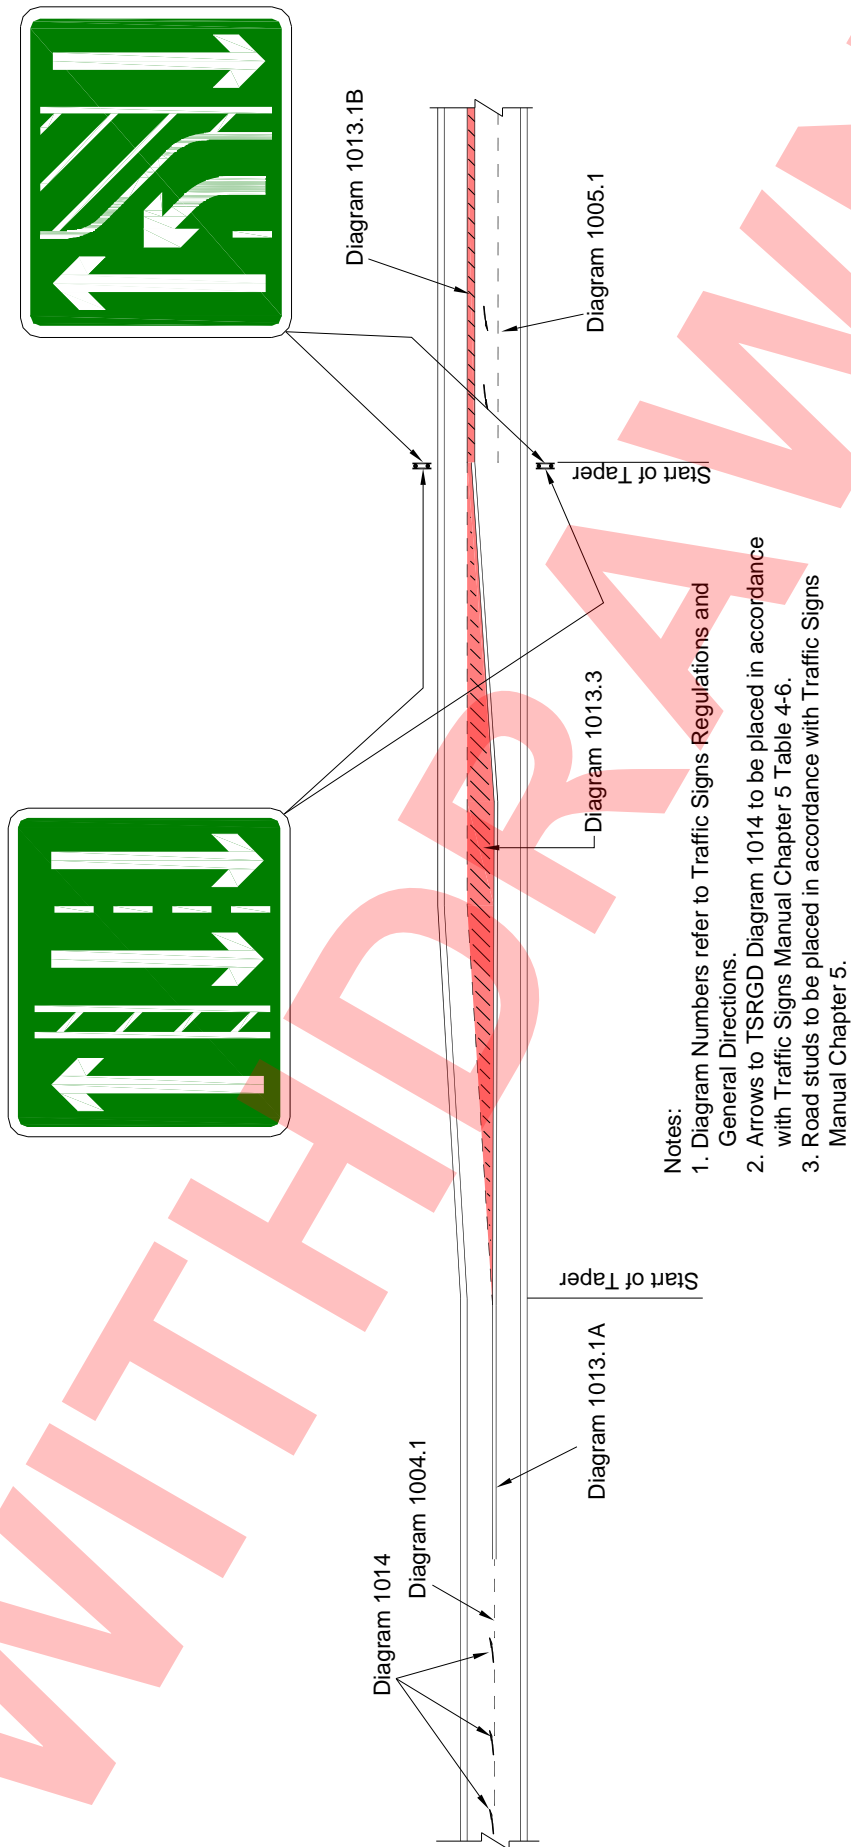 Diagram 1013.1B
Diagram 1005.1
Start of Taper
Diagram 1013.3
Start of Taper
Diagram 1013.1A
Diagram 1004.1
Diagram 1014
Notes:
1. Diagram Numbers refer to Traffic Signs Regulations and
General Directions.
2. Arrows to TSRGD Diagram 1014 to be placed in accordance
with Traffic Signs Manual Chapter 5 Table 4-6.
3. Road studs to be placed in accordance with Traffic Signs
Manual Chapter 5.
WITHDRAWN